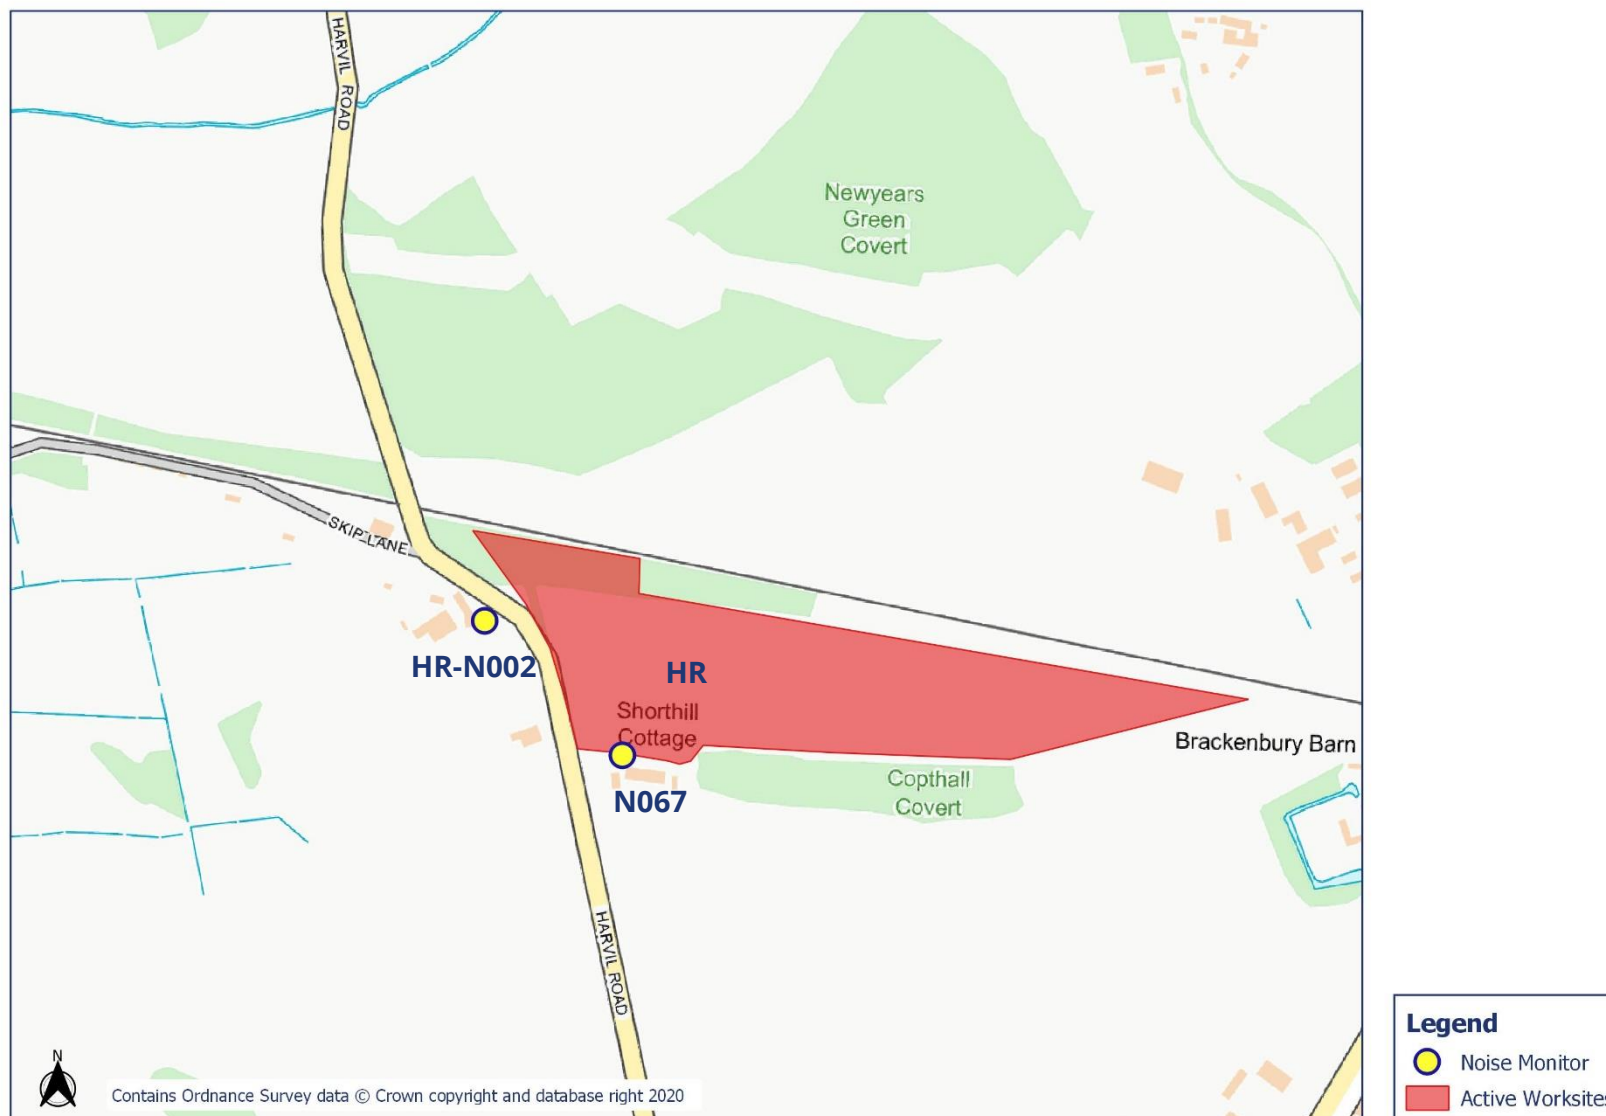 HARVIL ROAD
Newyears
Green
Covert
SKIP LANE
HR-N002
HR
Shorthill
Cottage
N067
Brackenbury Barn
Copthall
Covert
HARVIL ROAD
N
Contains Ordnance Survey data © Crown copyright and database right 2020
Legend
Noise Monitor
Active Worksites